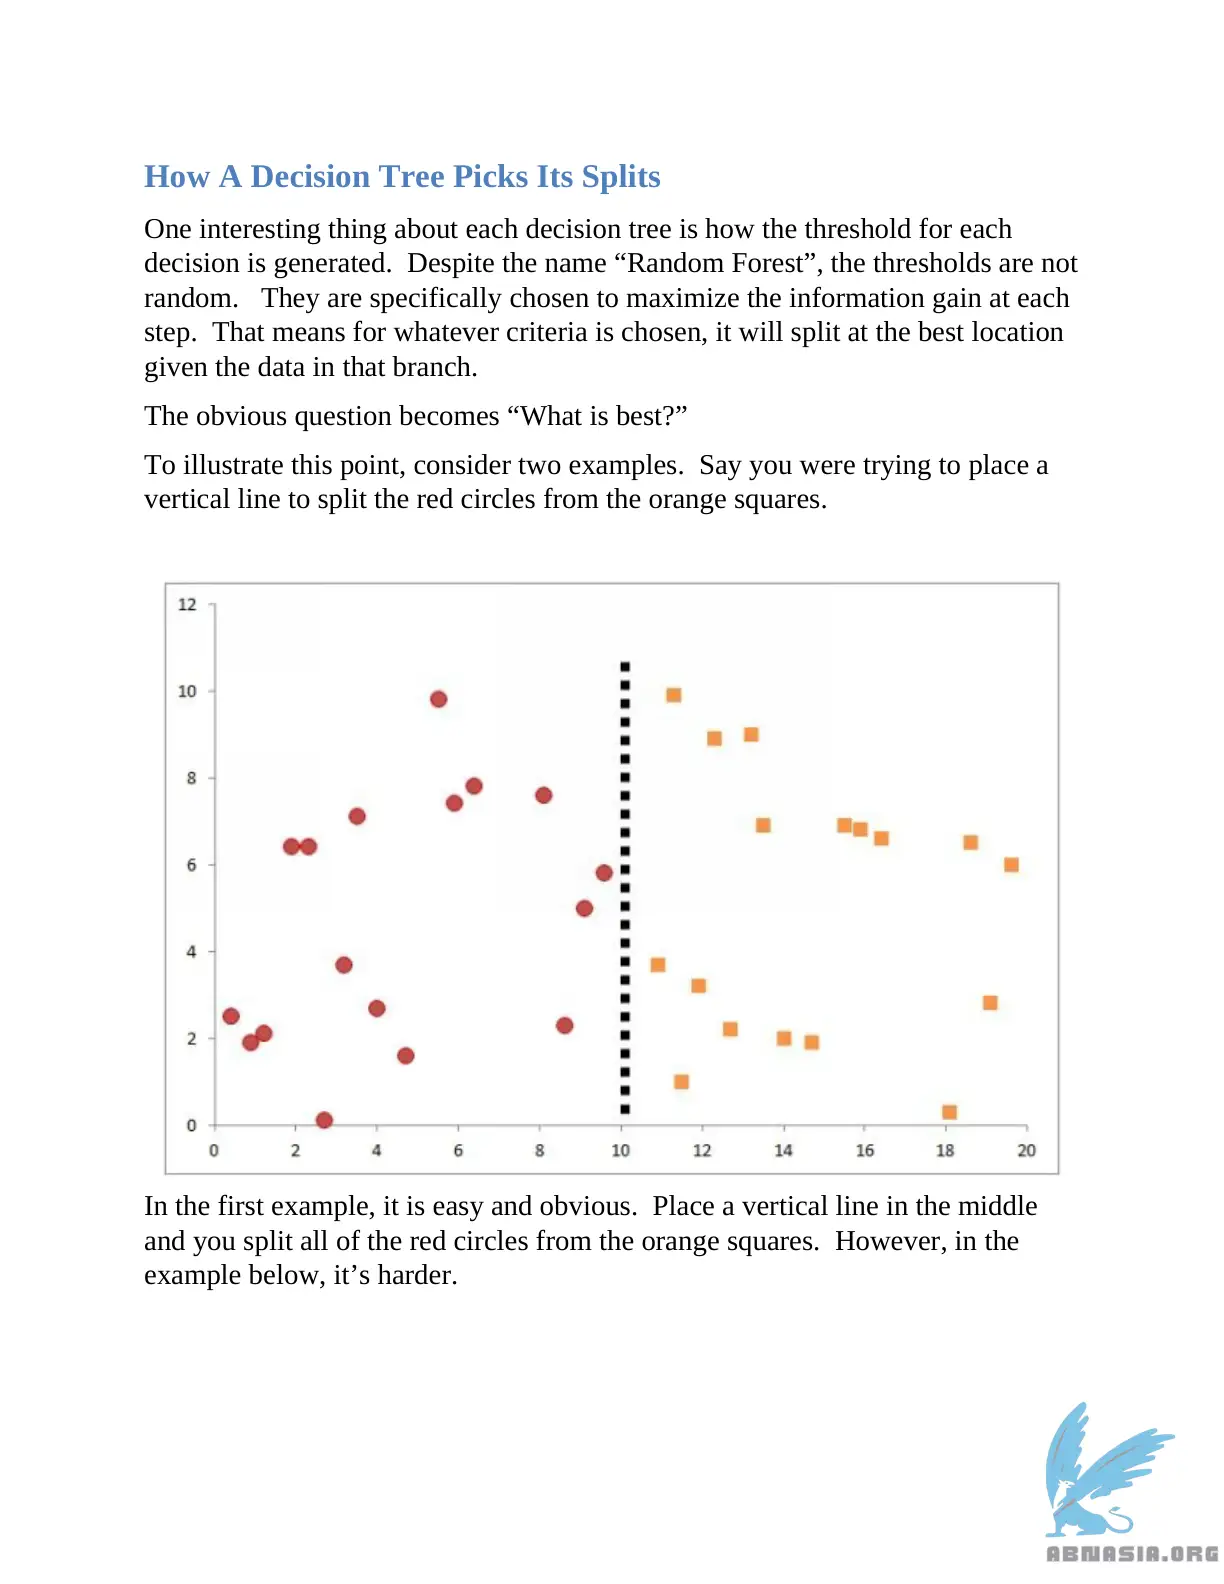 How A Decision Tree Picks Its Splits
One interesting thing about each decision tree is how the threshold for each
decision is generated.  Despite the name “Random Forest”, the thresholds are not
random.   They are specifically chosen to maximize the information gain at each
step.  That means for whatever criteria is chosen, it will split at the best location
given the data in that branch.
The obvious question becomes “What is best?”
To illustrate this point, consider two examples.  Say you were trying to place a
vertical line to split the red circles from the orange squares.
12
10
8
6
4
2
0
0 2 4 6 8 10 12 14 16 18 20
In the first example, it is easy and obvious.  Place a vertical line in the middle
and you split all of the red circles from the orange squares.  However, in the
example below, it’s harder.
ABNASIA.ORG